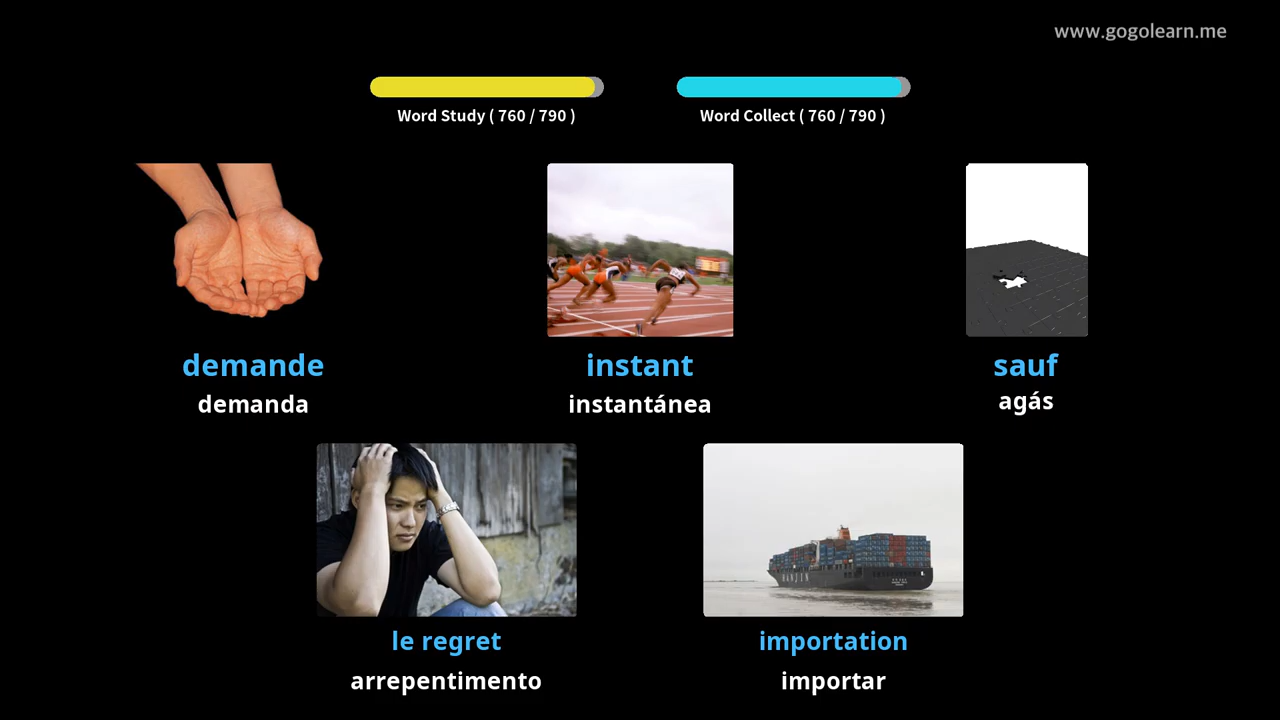 www.gogolearn.me
Word Study ( 760 / 790 )
Word Collect ( 760 / 790 )
demande
demanda
instant
instantánea
sauf
agás
le regret
arrepentimento
importation
importar
HANJIN